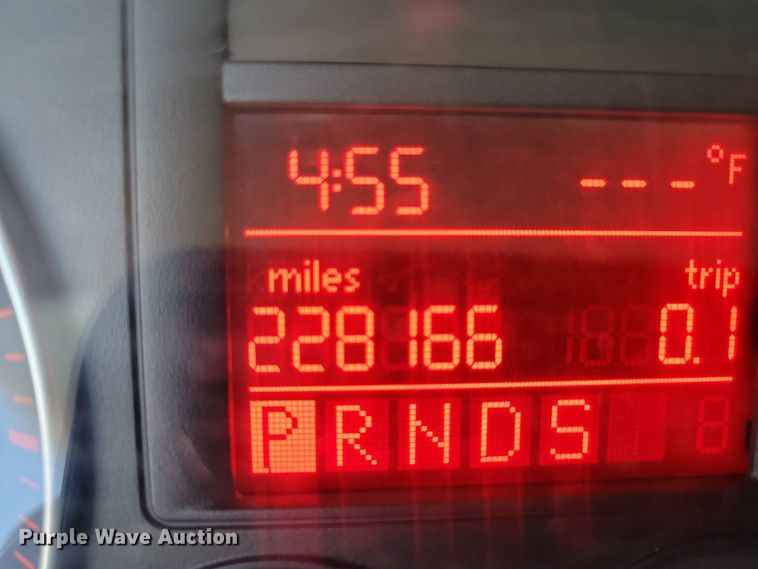 4:55 --- °F
miles trip
228166 0.1
P R N D S 8
Purple Wave Auction